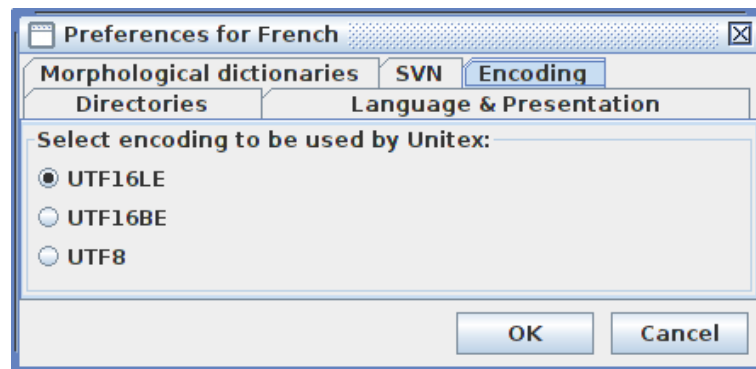 Preferences for French
Morphological dictionaries SVN Encoding
Directories Language & Presentation
Select encoding to be used by Unitex:
UTF16LE
UTF16BE
UTF8
OK Cancel